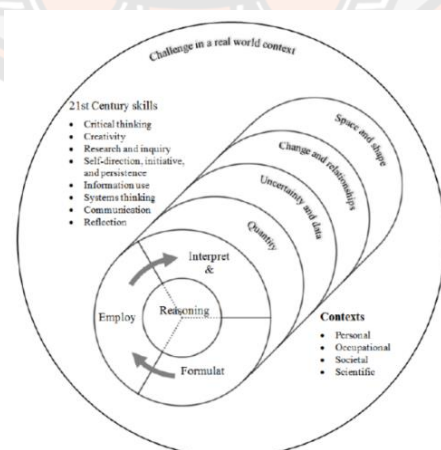 Challenge in a real world context
21st Century skills
• Critical thinking
• Creativity
• Research and inquiry
• Self-direction, initiative,
and persistence
• Information use
• Systems thinking
• Communication
• Reflection
Space and shape
Change and relationships
Uncertainty and data
Quantity
Interpret
&
Employ
Reasoning
Formulat
Contexts
• Personal
• Occupational
• Societal
• Scientific